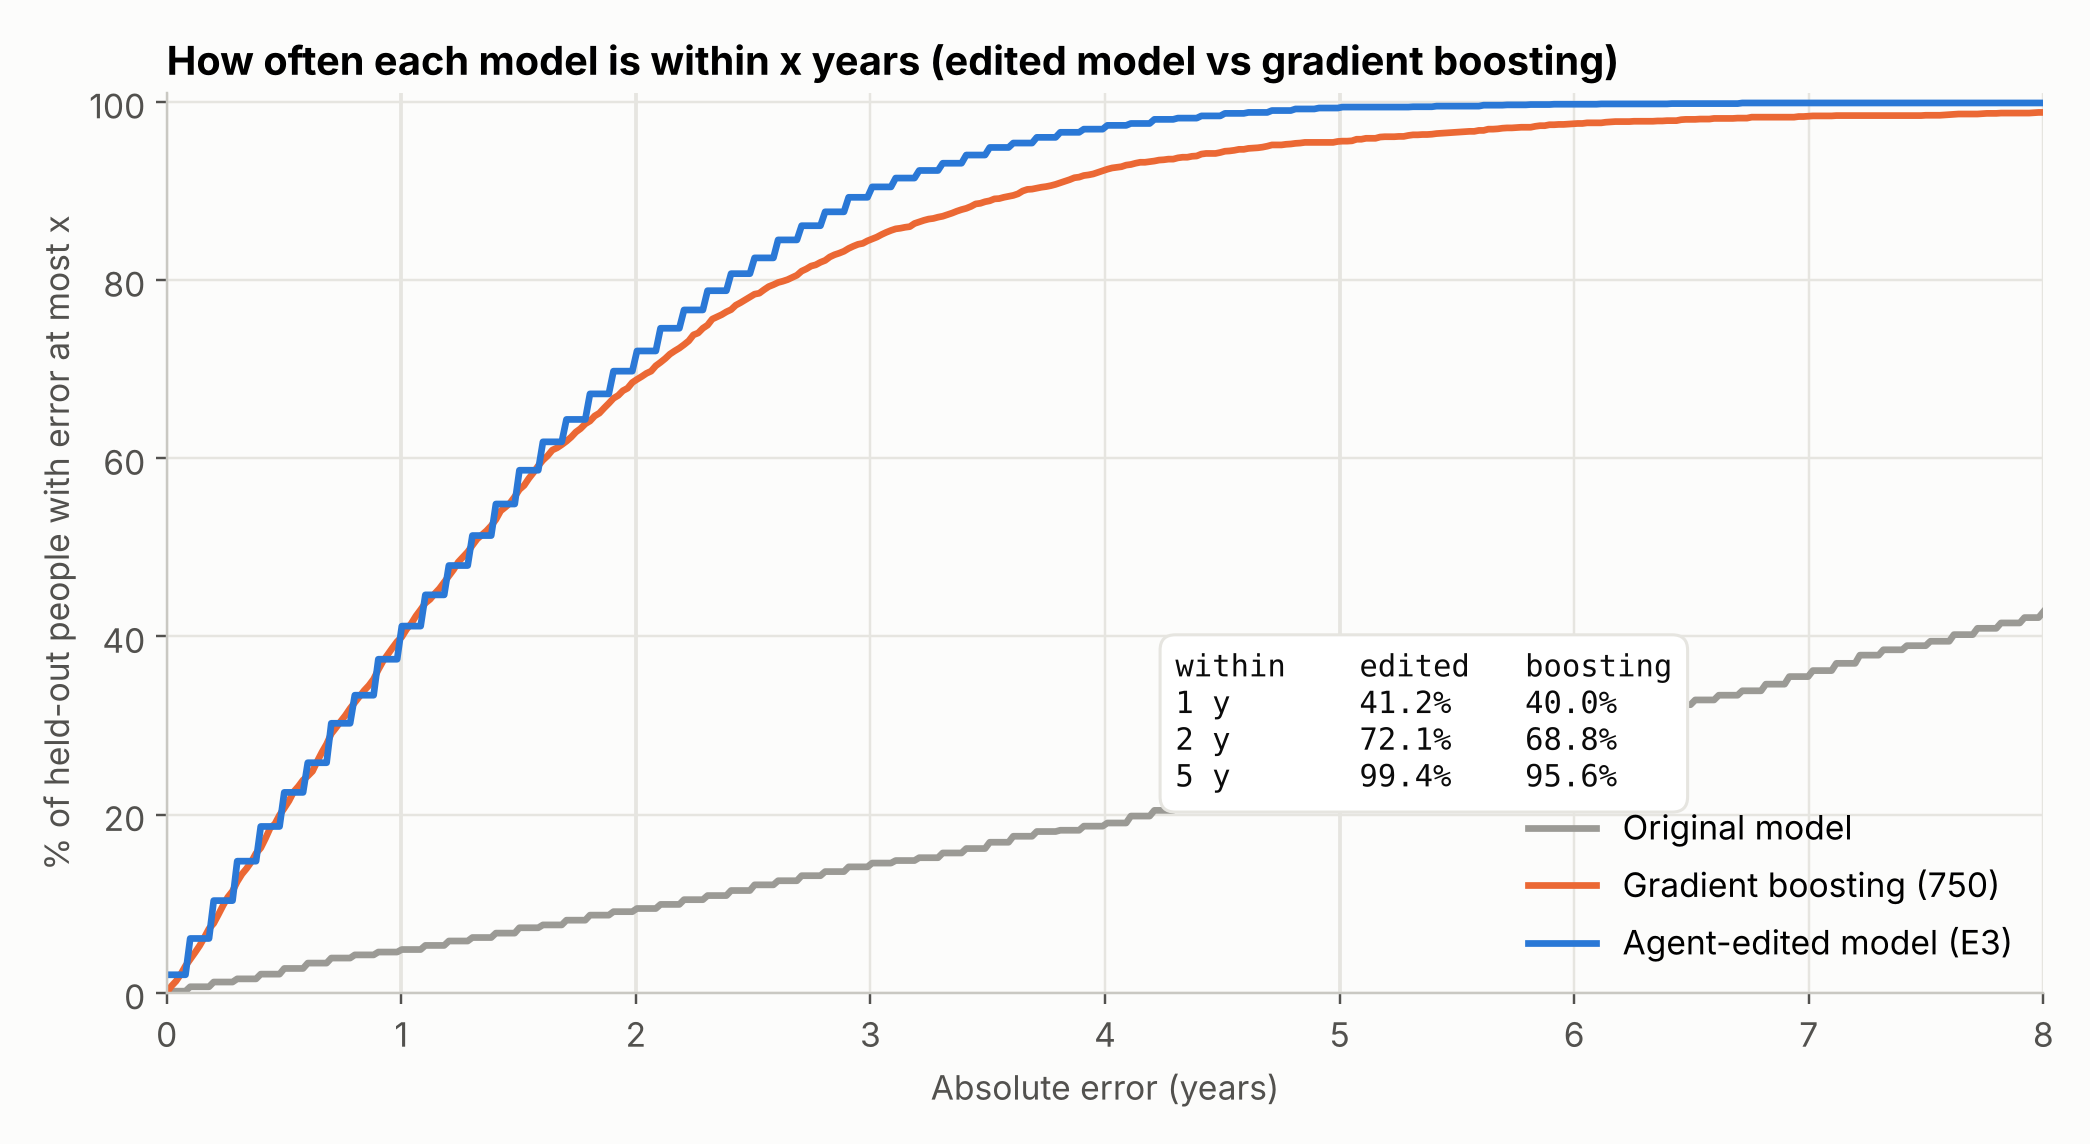 How often each model is within x years (edited model vs gradient boosting)
% of held-out people with error at most x
100
80
60
40
20
0
within edited boosting
1 y 41.2% 40.0%
2 y 72.1% 68.8%
5 y 99.4% 95.6%
Original model
Gradient boosting (750)
Agent-edited model (E3)
0 1 2 3 4 5 6 7 8
Absolute error (years)